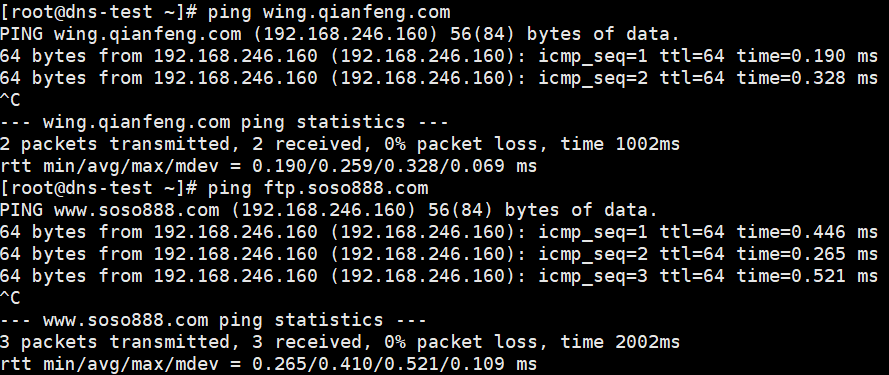 [root@dns-test ~]# ping wing.qianfeng.com
PING wing.qianfeng.com (192.168.246.160) 56(84) bytes of data.
64 bytes from 192.168.246.160 (192.168.246.160): icmp_seq=1 ttl=64 time=0.190 ms
64 bytes from 192.168.246.160 (192.168.246.160): icmp_seq=2 ttl=64 time=0.328 ms
^C
--- wing.qianfeng.com ping statistics ---
2 packets transmitted, 2 received, 0% packet loss, time 1002ms
rtt min/avg/max/mdev = 0.190/0.259/0.328/0.069 ms
[root@dns-test ~]# ping ftp.soso888.com
PING www.soso888.com (192.168.246.160) 56(84) bytes of data.
64 bytes from 192.168.246.160 (192.168.246.160): icmp_seq=1 ttl=64 time=0.446 ms
64 bytes from 192.168.246.160 (192.168.246.160): icmp_seq=2 ttl=64 time=0.265 ms
64 bytes from 192.168.246.160 (192.168.246.160): icmp_seq=3 ttl=64 time=0.521 ms
^C
--- www.soso888.com ping statistics ---
3 packets transmitted, 3 received, 0% packet loss, time 2002ms
rtt min/avg/max/mdev = 0.265/0.410/0.521/0.109 ms